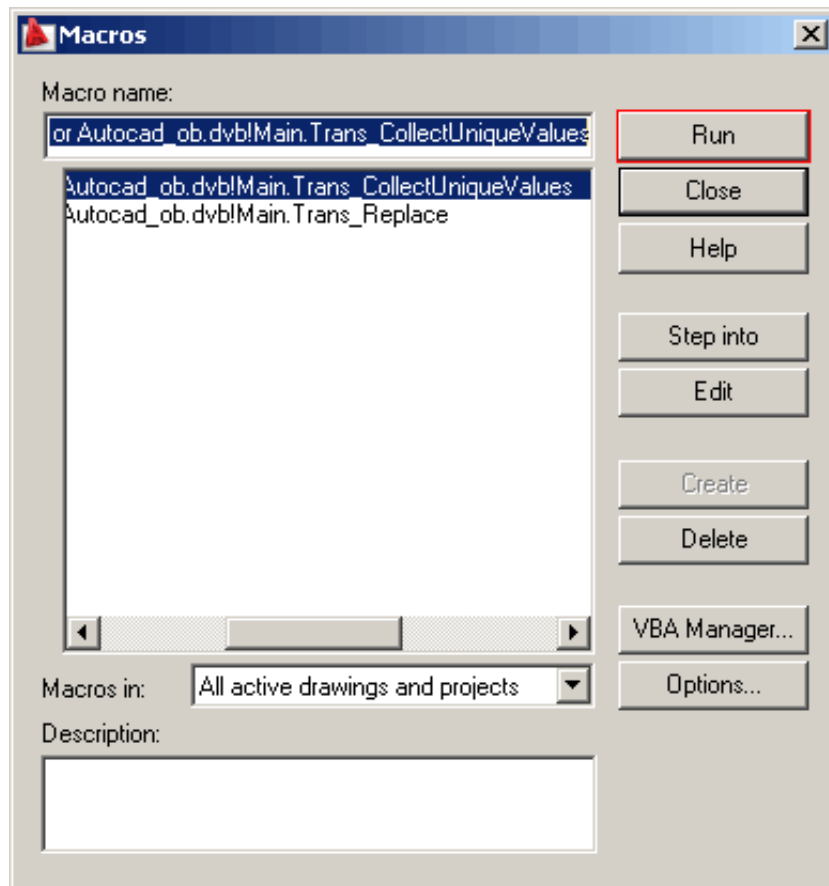 Macros
Macro name:
or Autocad_ob.dvb!Main.Trans_CollectUniqueValues
Run
Autocad_ob.dvb!Main.Trans_CollectUniqueValues
Close
Autocad_ob.dvb!Main.Trans_Replace
Help
Step into
Edit
Create
Delete
VBA Manager...
Macros in:
All active drawings and projects
Options...
Description: